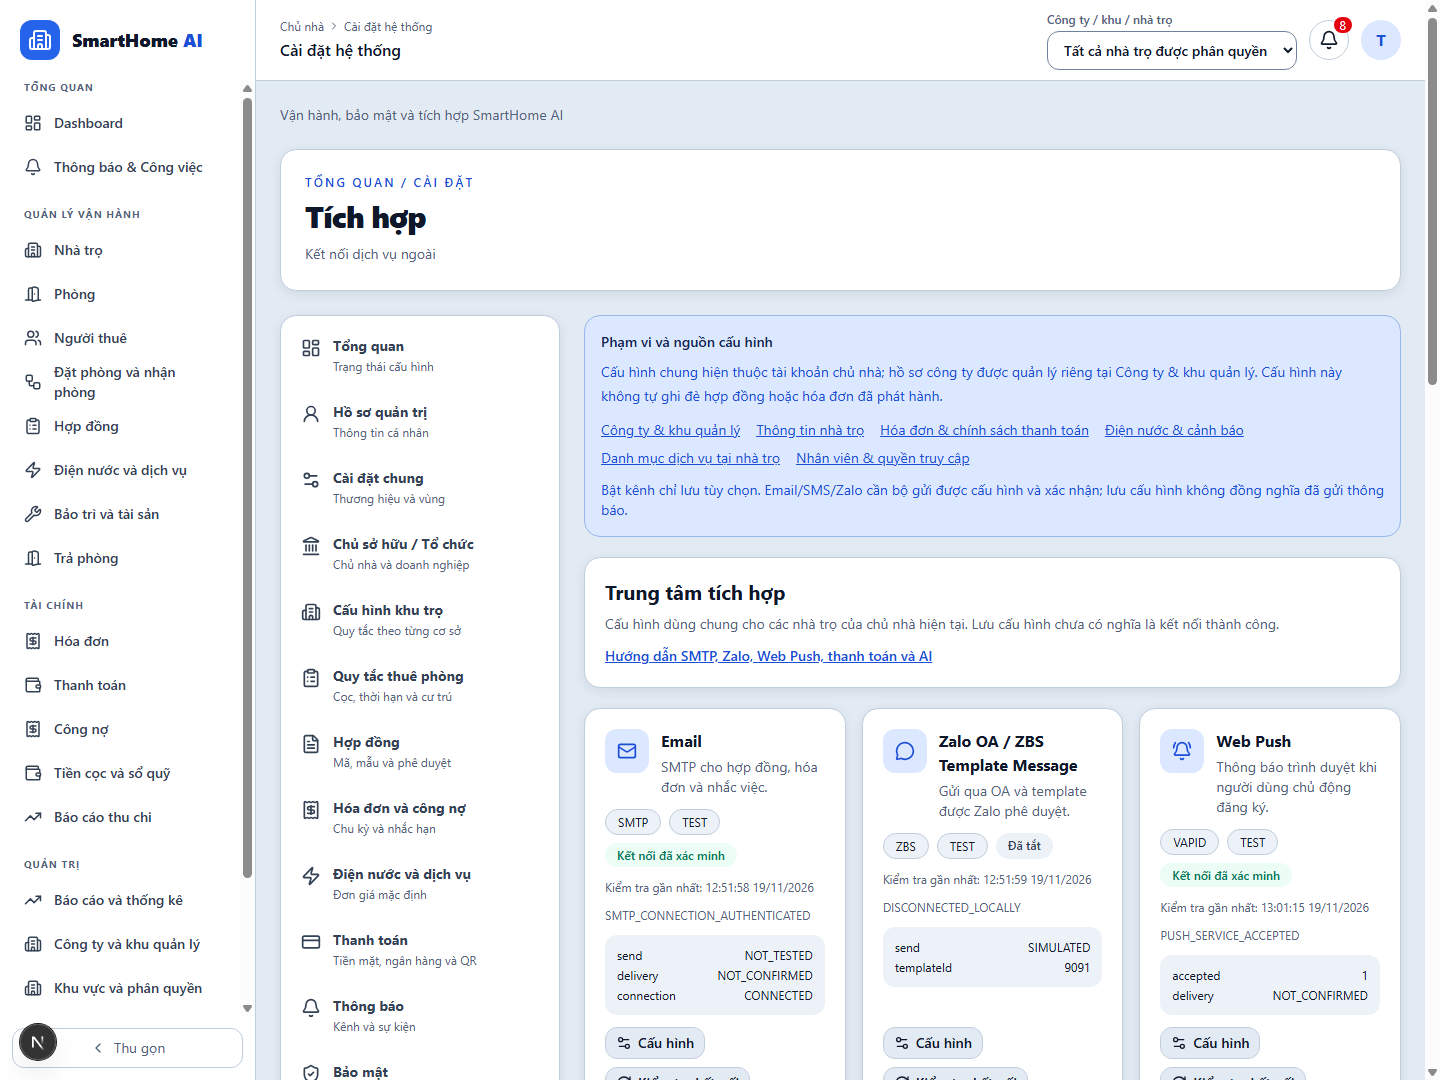 SmartHome AI
TỔNG QUAN
Dashboard
Thông báo & Công việc
QUẢN LÝ VẬN HÀNH
Nhà trọ
Phòng
Người thuê
Đặt phòng và nhận
phòng
Hợp đồng
Điện nước và dịch vụ
Bảo trì và tài sản
Trả phòng
TÀI CHÍNH
Hóa đơn
Thanh toán
Công nợ
Tiền cọc và sổ quỹ
Báo cáo thu chi
QUẢN TRỊ
Báo cáo và thống kê
Công ty và khu quản lý
Khu vực và phân quyền
N
Thu gọn
Chủ nhà > Cài đặt hệ thống
Cài đặt hệ thống
Công ty / khu / nhà trọ
Tất cả nhà trọ được phân quyền
8
T
Vận hành, bảo mật và tích hợp SmartHome AI
TỔNG QUAN / CÀI ĐẶT
Tích hợp
Kết nối dịch vụ ngoài
Tổng quan
Trạng thái cấu hình
Hồ sơ quản trị
Thông tin cá nhân
Cài đặt chung
Thương hiệu và vùng
Chủ sở hữu / Tổ chức
Chủ nhà và doanh nghiệp
Cấu hình khu trọ
Quy tắc theo từng cơ sở
Quy tắc thuê phòng
Cọc, thời hạn và cư trú
Hợp đồng
Mã, mẫu và phê duyệt
Hóa đơn và công nợ
Chu kỳ và nhắc hạn
Điện nước và dịch vụ
Đơn giá mặc định
Thanh toán
Tiền mặt, ngân hàng và QR
Thông báo
Kênh và sự kiện
Bảo mật
Phạm vi và nguồn cấu hình
Cấu hình chung hiện thuộc tài khoản chủ nhà; hồ sơ công ty được quản lý riêng tại Công ty & khu quản lý. Cấu hình này
không tự ghi đè hợp đồng hoặc hóa đơn đã phát hành.
Công ty & khu quản lý Thông tin nhà trọ Hóa đơn & chính sách thanh toán Điện nước & cảnh báo
Danh mục dịch vụ tại nhà trọ Nhân viên & quyền truy cập
Bật kênh chỉ lưu tùy chọn. Email/SMS/Zalo cần bộ gửi được cấu hình và xác nhận; lưu cấu hình không đồng nghĩa đã gửi thông
báo.
Trung tâm tích hợp
Cấu hình dùng chung cho các nhà trọ của chủ nhà hiện tại. Lưu cấu hình chưa có nghĩa là kết nối thành công.
Hướng dẫn SMTP, Zalo, Web Push, thanh toán và AI
Email
SMTP cho hợp đồng, hóa
đơn và nhắc việc.
SMTP TEST
Kết nối đã xác minh
Kiểm tra gần nhất: 12:51:58 19/11/2026
SMTP_CONNECTION_AUTHENTICATED
send NOT_TESTED
delivery NOT_CONFIRMED
connection CONNECTED
Cấu hình
Zalo OA / ZBS
Template Message
Gửi qua OA và template
được Zalo phê duyệt.
ZBS TEST Đã tắt
Kiểm tra gần nhất: 12:51:59 19/11/2026
DISCONNECTED_LOCALLY
send SIMULATED
templateId 9091
Cấu hình
Web Push
Thông báo trình duyệt khi
người dùng chủ động
đăng ký.
VAPID TEST
Kết nối đã xác minh
Kiểm tra gần nhất: 13:01:15 19/11/2026
PUSH_SERVICE_ACCEPTED
accepted 1
delivery NOT_CONFIRMED
Cấu hình